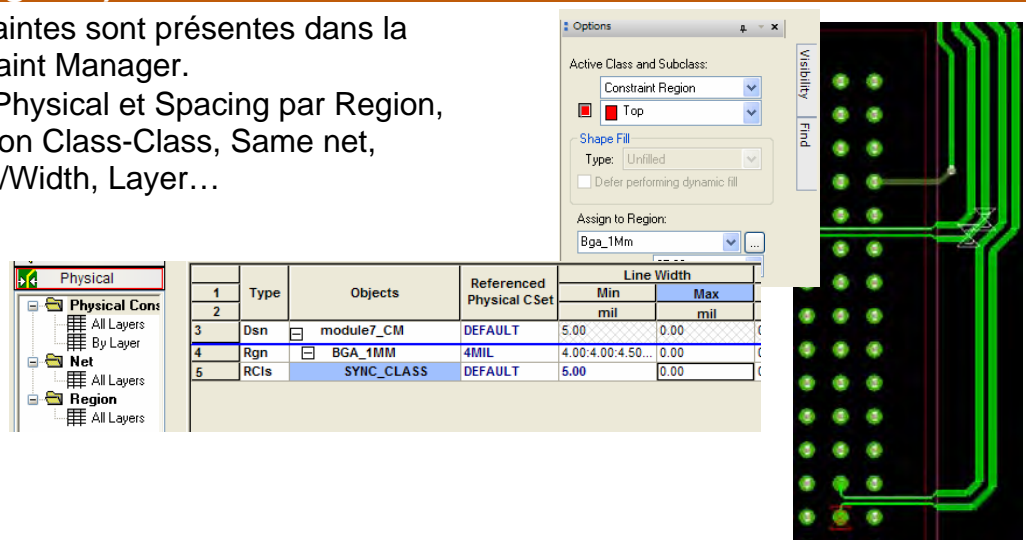 aintes sont présentes dans la
aint Manager.
Physical et Spacing par Region,
on Class-Class, Same net,
/Width, Layer…
Options
Active Class and Subclass:
Constraint Region
Top
Shape Fill
Type: Unfilled
Defer performing dynamic fill
Assign to Region:
Bga_1Mm
...
Visibility
Find
Physical
Physical Cons
All Layers
By Layer
Net
All Layers
Region
All Layers
Type Objects Referenced Physical CSet Line Width
1 Min Max
2 mil mil
3 Dsn module7_CM DEFAULT 5.00 0.00
4 Rgn BGA_1MM 4MIL 4.00:4.00:4.50... 0.00
5 RCls SYNC_CLASS DEFAULT 5.00 0.00